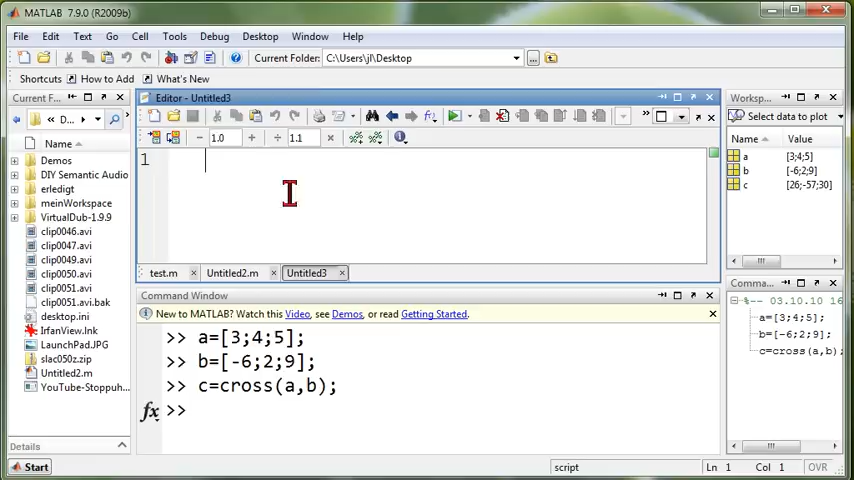 MATLAB 7.9.0 (R2009b)
File Edit Text Go Cell Tools Debug Desktop Window Help
Current Folder: C:\Users\jl\Desktop ...
Shortcuts How to Add What's New
Current F...
« D...
Name
Demos
DIY Semantic Audio
erledigt
meinWorkspace
VirtualDub-1.9.9
clip0046.avi
clip0047.avi
clip0049.avi
clip0050.avi
clip0051.avi
clip0051.avi.bak
desktop.ini
IrfanView.lnk
LaunchPad.JPG
slac050z.zip
Untitled2.m
YouTube-Stoppuh...
Details
Editor - Untitled3
1.0 + ÷ 1.1 ×
1
test.m × Untitled2.m × Untitled3 ×
Command Window
New to MATLAB? Watch this Video, see Demos, or read Getting Started.
>> a=[3;4;5];
>> b=[-6;2;9];
>> c=cross(a,b);
fx >>
Worksp...
Select data to plot
Name Value
a [3;4;5]
b [-6;2;9]
c [26;-57;30]
Comma...
%-- 03.10.10 16
a=[3;4;5];
b=[-6;2;9];
c=cross(a,b);
Start script Ln 1 Col 1 OVR